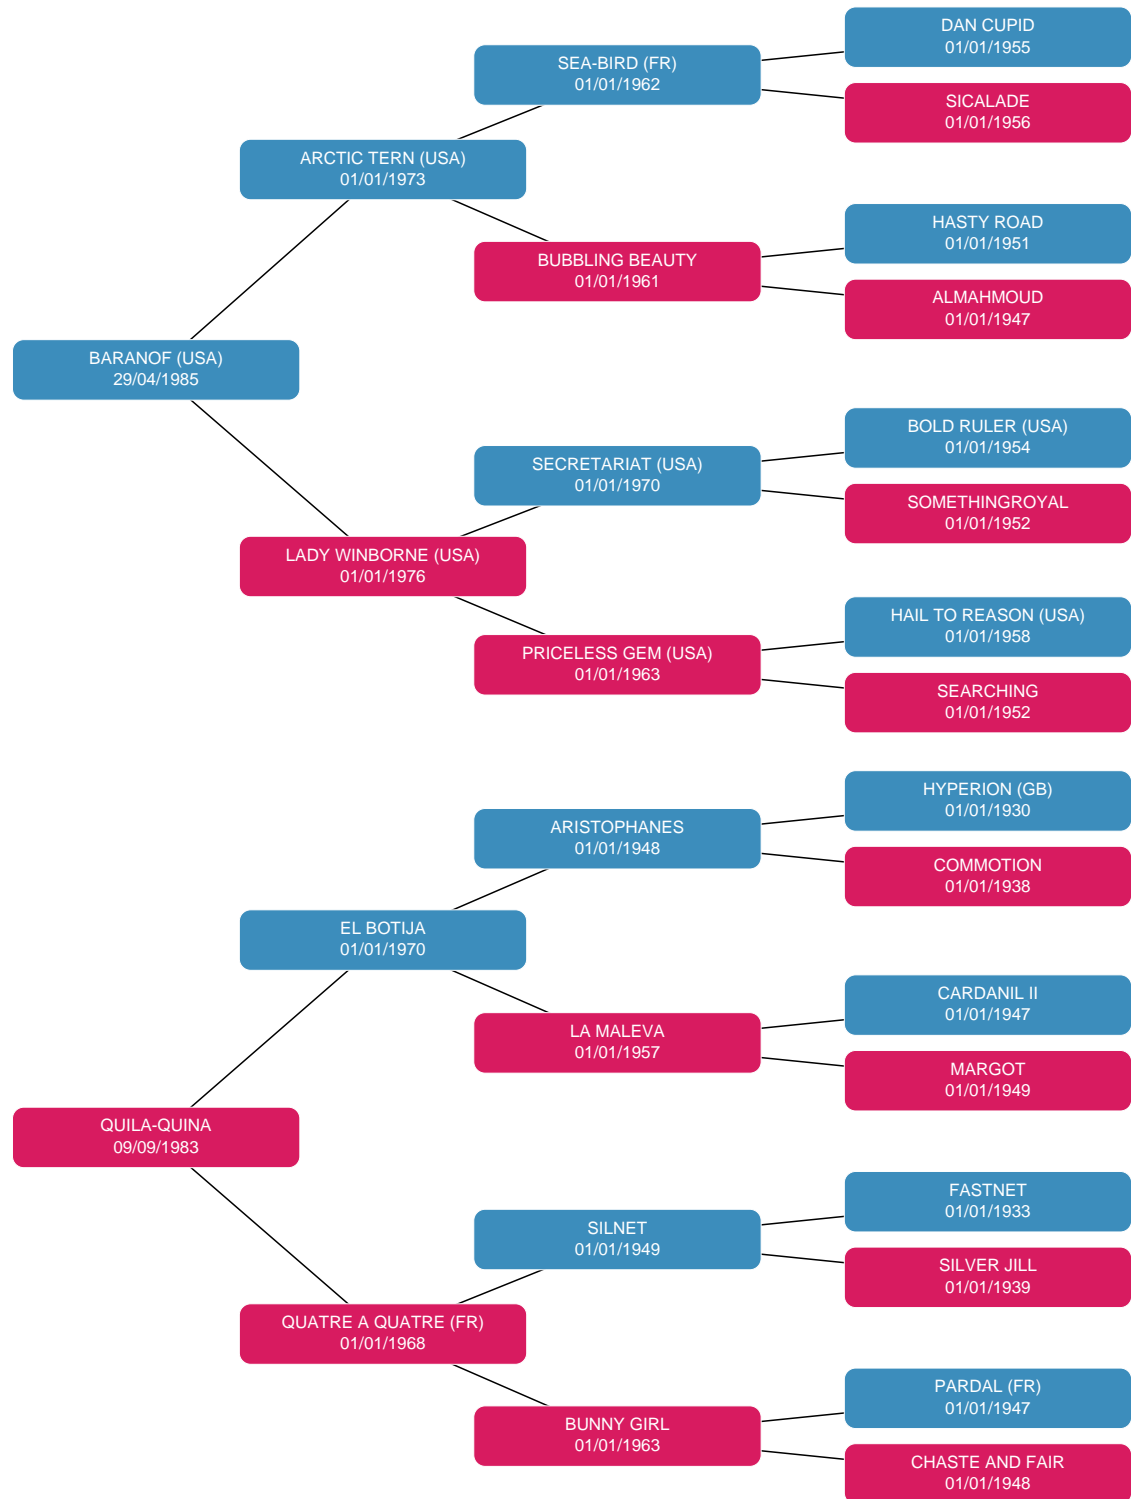 DAN CUPID
01/01/1955
SEA-BIRD (FR)
01/01/1962
SICALADE
01/01/1956
ARCTIC TERN (USA)
01/01/1973
HASTY ROAD
01/01/1951
BUBBLING BEAUTY
01/01/1961
ALMAHMOUD
01/01/1947
BARANOF (USA)
29/04/1985
BOLD RULER (USA)
01/01/1954
SECRETARIAT (USA)
01/01/1970
SOMETHINGROYAL
01/01/1952
LADY WINBORNE (USA)
01/01/1976
HAIL TO REASON (USA)
01/01/1958
PRICELESS GEM (USA)
01/01/1963
SEARCHING
01/01/1952
HYPERION (GB)
01/01/1930
ARISTOPHANES
01/01/1948
COMMOTION
01/01/1938
EL BOTIJA
01/01/1970
CARDANIL II
01/01/1947
LA MALEVA
01/01/1957
MARGOT
01/01/1949
QUILA-QUINA
09/09/1983
FASTNET
01/01/1933
SILNET
01/01/1949
SILVER JILL
01/01/1939
QUATRE A QUATRE (FR)
01/01/1968
PARDAL (FR)
01/01/1947
BUNNY GIRL
01/01/1963
CHASTE AND FAIR
01/01/1948